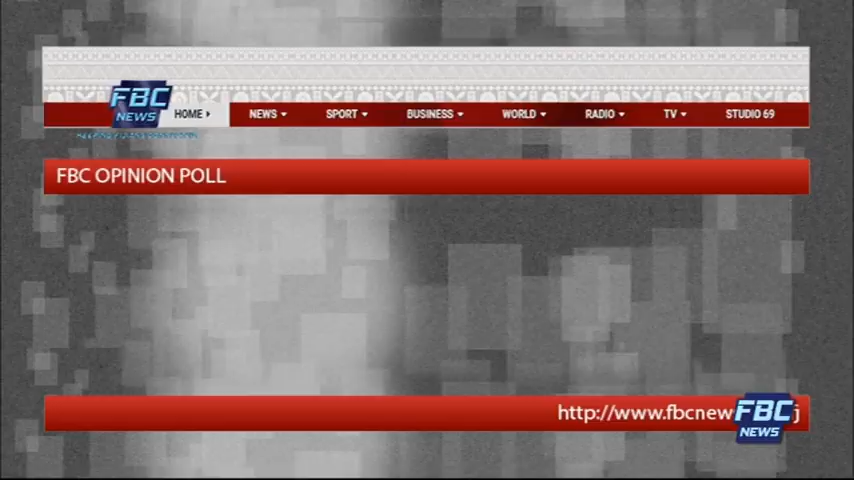 FBC
NEWS
HOME NEWS SPORT BUSINESS WORLD RADIO TV STUDIO 69
FBC OPINION POLL
http://www.fbcnew j
FBC
NEWS